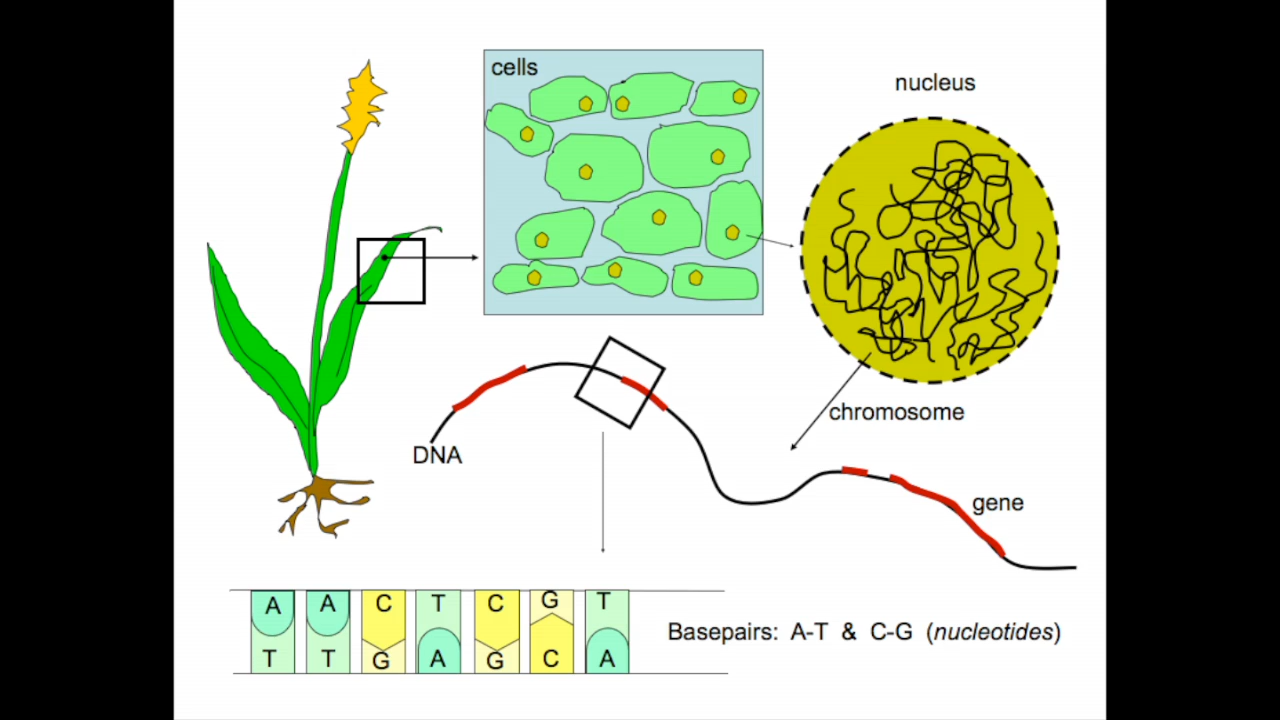 cells
nucleus
chromosome
DNA
gene
A A C T C G T
T T G A G C A
Basepairs: A-T & C-G (nucleotides)